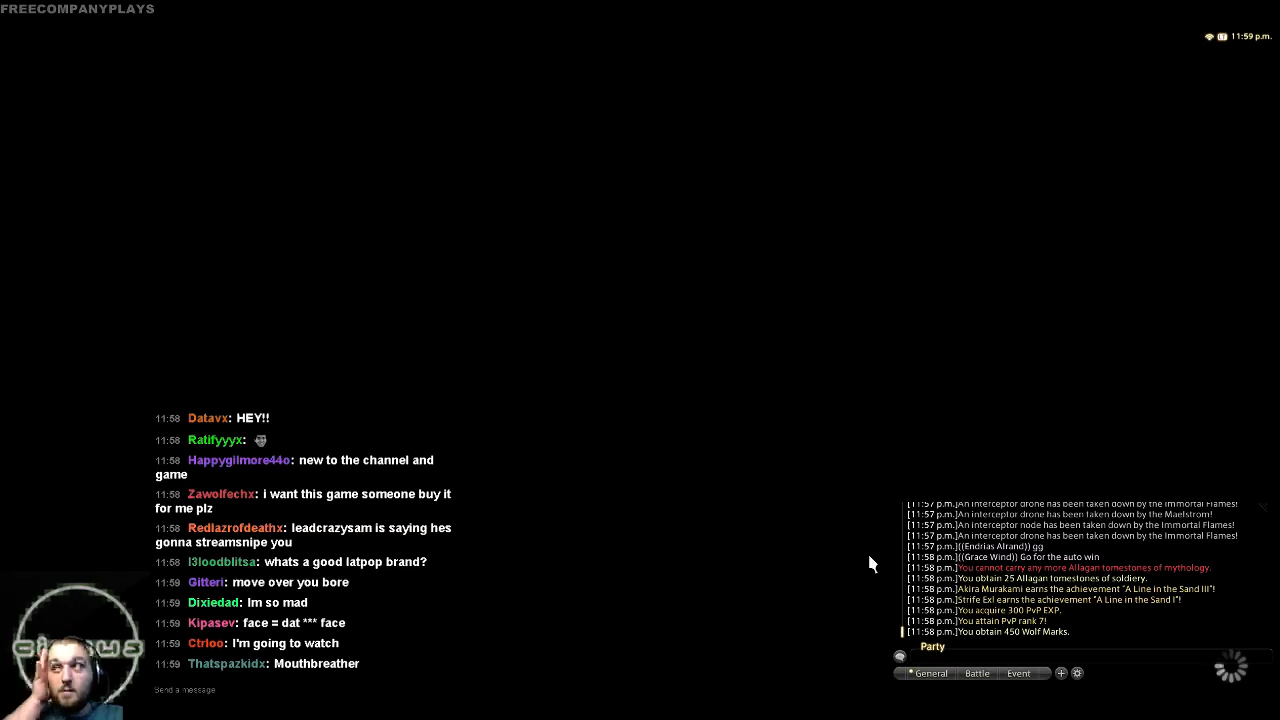 FREECOMPANYPLAYS
LT 11:59 p.m.
11:58 Datavx: HEY!!
11:58 Ratifyyyx:
11:58 Happygilmore44o: new to the channel and
game
11:58 Zawolfechx: i want this game someone buy it
for me plz
11:58 Redlazrofdeathx: leadcrazysam is saying hes
gonna streamsnipe you
11:58 l3loodblitsa: whats a good latpop brand?
11:59 Gitteri: move over you bore
11:59 Dixiedad: Im so mad
11:59 Kipasev: face = dat *** face
11:59 Ctrloo: I'm going to watch
11:59 Thatspazkidx: Mouthbreather
Send a message
[11:57 p.m.]An interceptor drone has been taken down by the Immortal Flames!
[11:58 p.m.]An interceptor drone has been taken down by the Maelstrom!
[11:57 p.m.]An interceptor node has been taken down by the Immortal Flames!
[11:57 p.m.]An interceptor drone has been taken down by the Immortal Flames!
[11:58 p.m.]((Endrias Alrand)) gg
[11:58 p.m.]((Grace Wind)) Go for the auto win
[11:58 p.m.]You cannot carry any more Allagan tomestones of mythology.
[11:58 p.m.]You obtain 25 Allagan tomestones of soldiery.
[11:58 p.m.]Akira Murakami earns the achievement "A Line in the Sand III"!
[11:58 p.m.]Strife Exl earns the achievement "A Line in the Sand I"!
[11:58 p.m.]You acquire 300 PvP EXP.
[11:58 p.m.]You attain PvP rank 7!
[11:58 p.m.]You obtain 450 Wolf Marks.
Party
General Battle Event